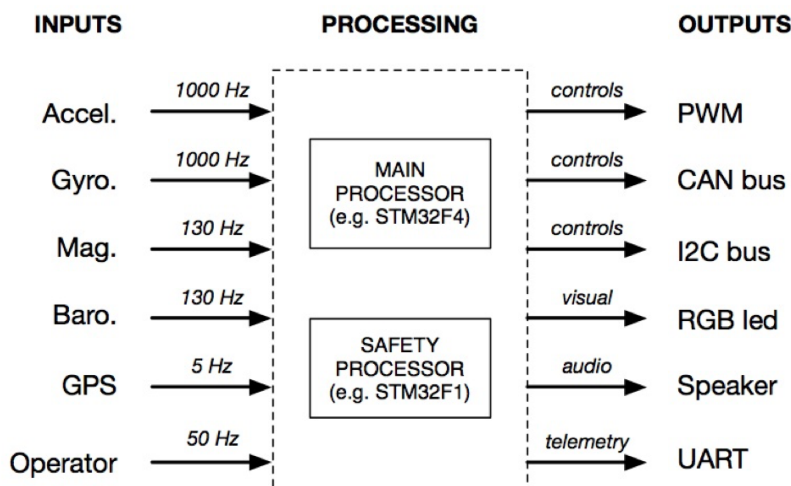 INPUTS PROCESSING OUTPUTS
Accel. 1000 Hz controls PWM
Gyro. 1000 Hz controls CAN bus
Mag. 130 Hz controls I2C bus
Baro. 130 Hz visual RGB led
GPS 5 Hz audio Speaker
Operator 50 Hz telemetry UART
MAIN
PROCESSOR
(e.g. STM32F4)
SAFETY
PROCESSOR
(e.g. STM32F1)